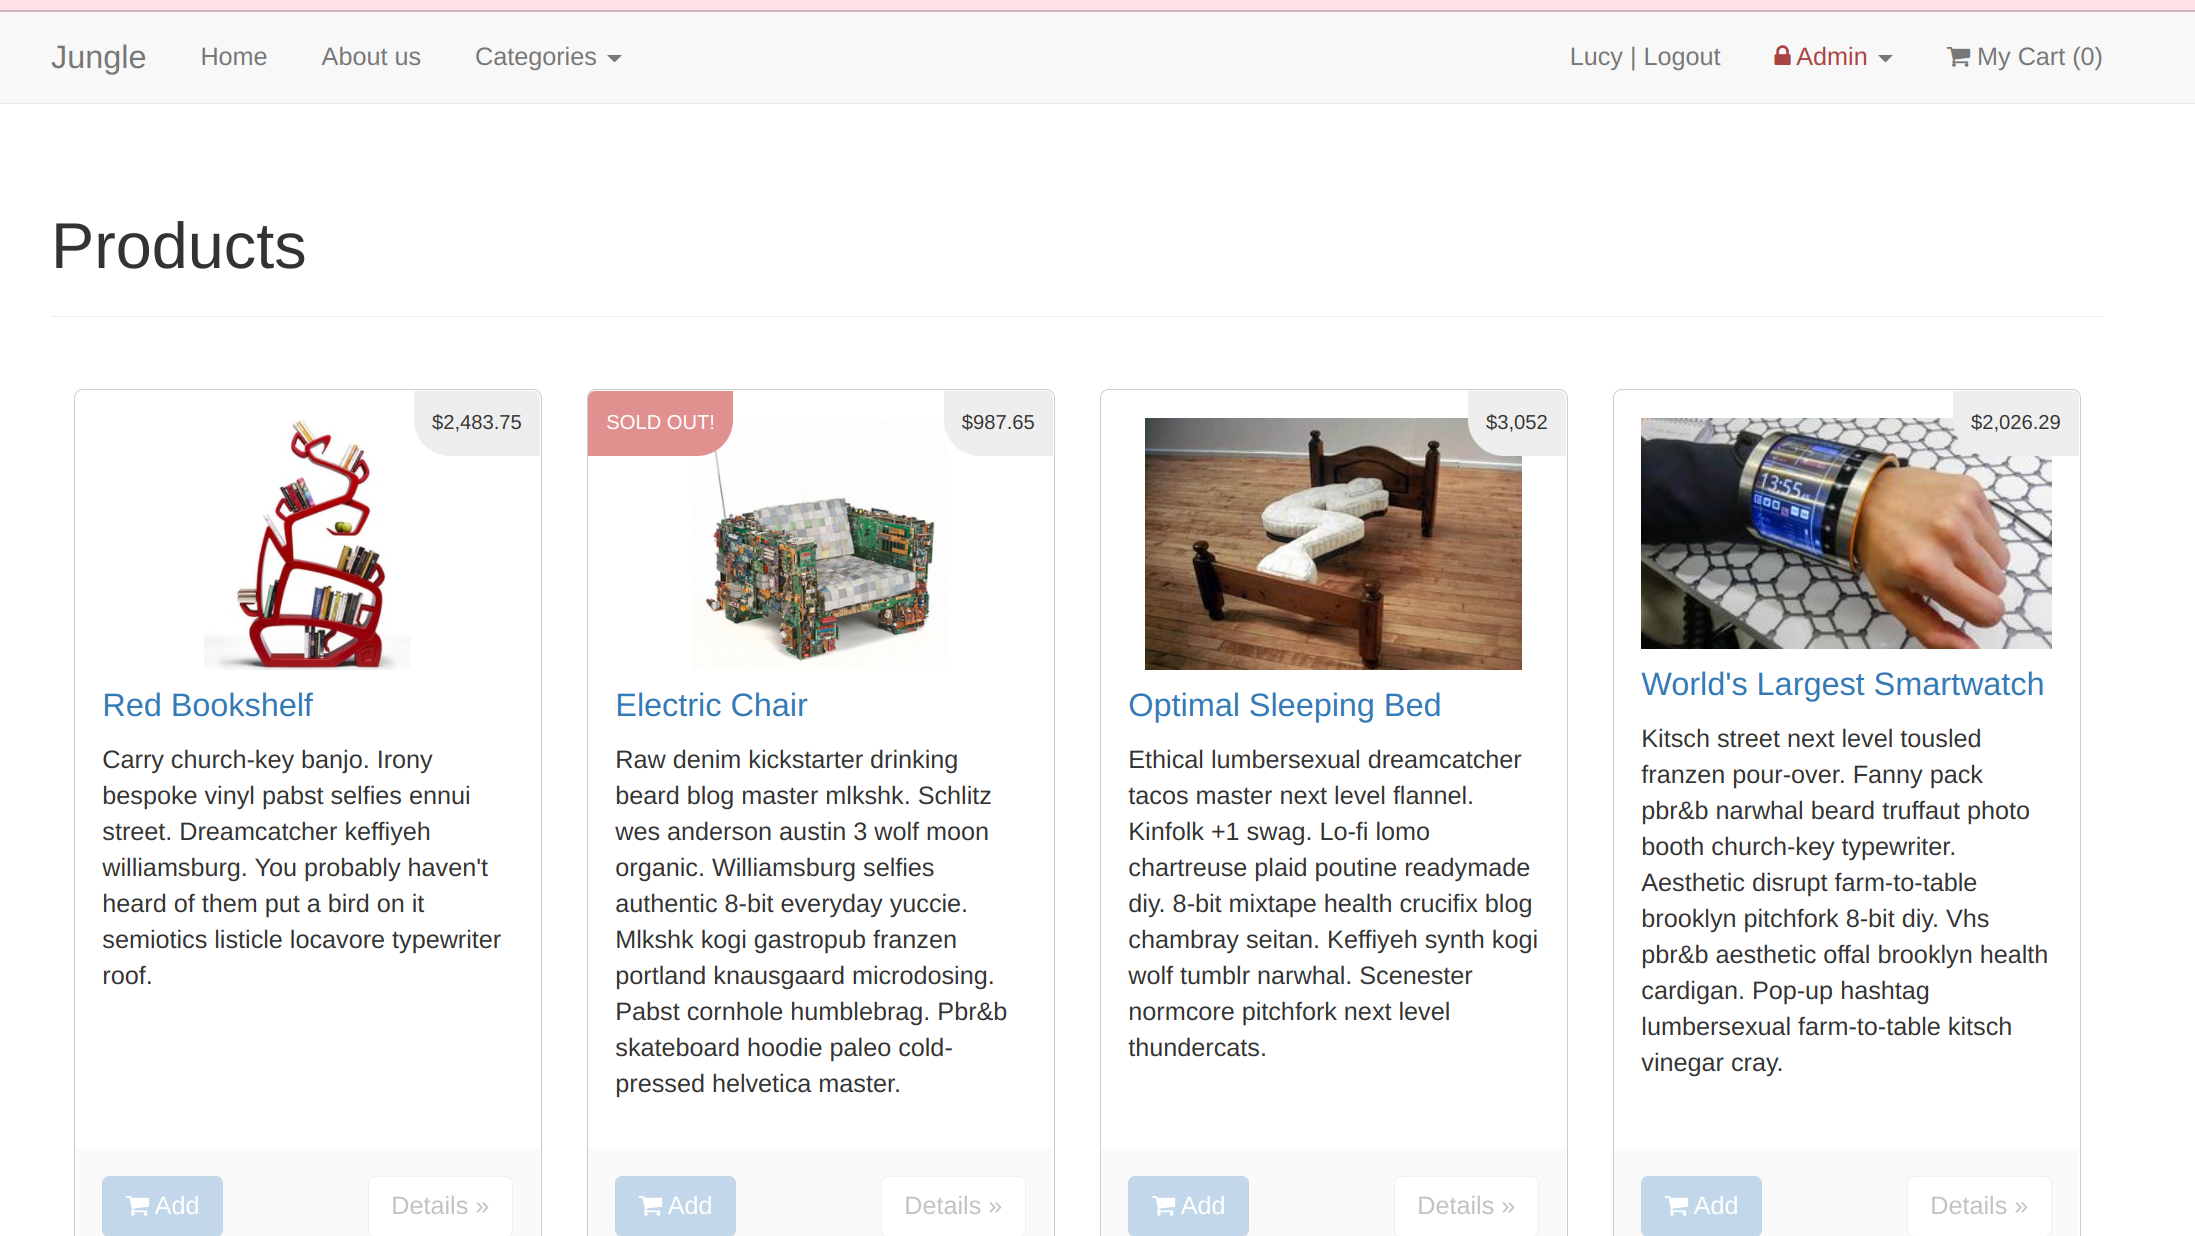 Jungle Home About us Categories Lucy | Logout Admin My Cart (0)
Products
$2,483.75
Red Bookshelf
Carry church-key banjo. Irony
bespoke vinyl pabst selfies ennui
street. Dreamcatcher keffiyeh
williamsburg. You probably haven't
heard of them put a bird on it
semiotics listicle locavore typewriter
roof.
Add Details »
SOLD OUT! $987.65
Electric Chair
Raw denim kickstarter drinking
beard blog master mlkshk. Schlitz
wes anderson austin 3 wolf moon
organic. Williamsburg selfies
authentic 8-bit everyday yuccie.
Mlkshk kogi gastropub franzen
portland knausgaard microdosing.
Pabst cornhole humblebrag. Pbr&b
skateboard hoodie paleo cold-
pressed helvetica master.
Add Details »
$3,052
Optimal Sleeping Bed
Ethical lumbersexual dreamcatcher
tacos master next level flannel.
Kinfolk +1 swag. Lo-fi lomo
chartreuse plaid poutine readymade
diy. 8-bit mixtape health crucifix blog
chambray seitan. Keffiyeh synth kogi
wolf tumblr narwhal. Scenester
normcore pitchfork next level
thundercats.
Add Details »
$2,026.29
13:55
World's Largest Smartwatch
Kitsch street next level tousled
franzen pour-over. Fanny pack
pbr&b narwhal beard truffaut photo
booth church-key typewriter.
Aesthetic disrupt farm-to-table
brooklyn pitchfork 8-bit diy. Vhs
pbr&b aesthetic offal brooklyn health
cardigan. Pop-up hashtag
lumbersexual farm-to-table kitsch
vinegar cray.
Add Details »